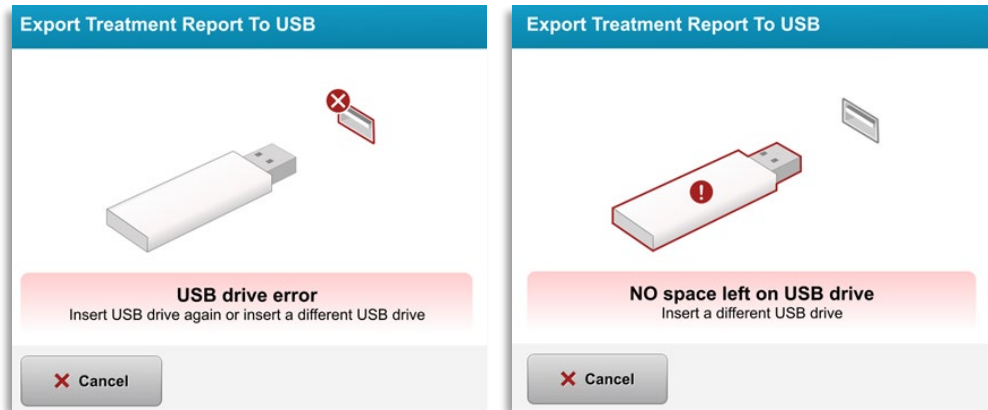 Export Treatment Report To USB
USB drive error
Insert USB drive again or insert a different USB drive
Cancel
Export Treatment Report To USB
NO space left on USB drive
Insert a different USB drive
Cancel